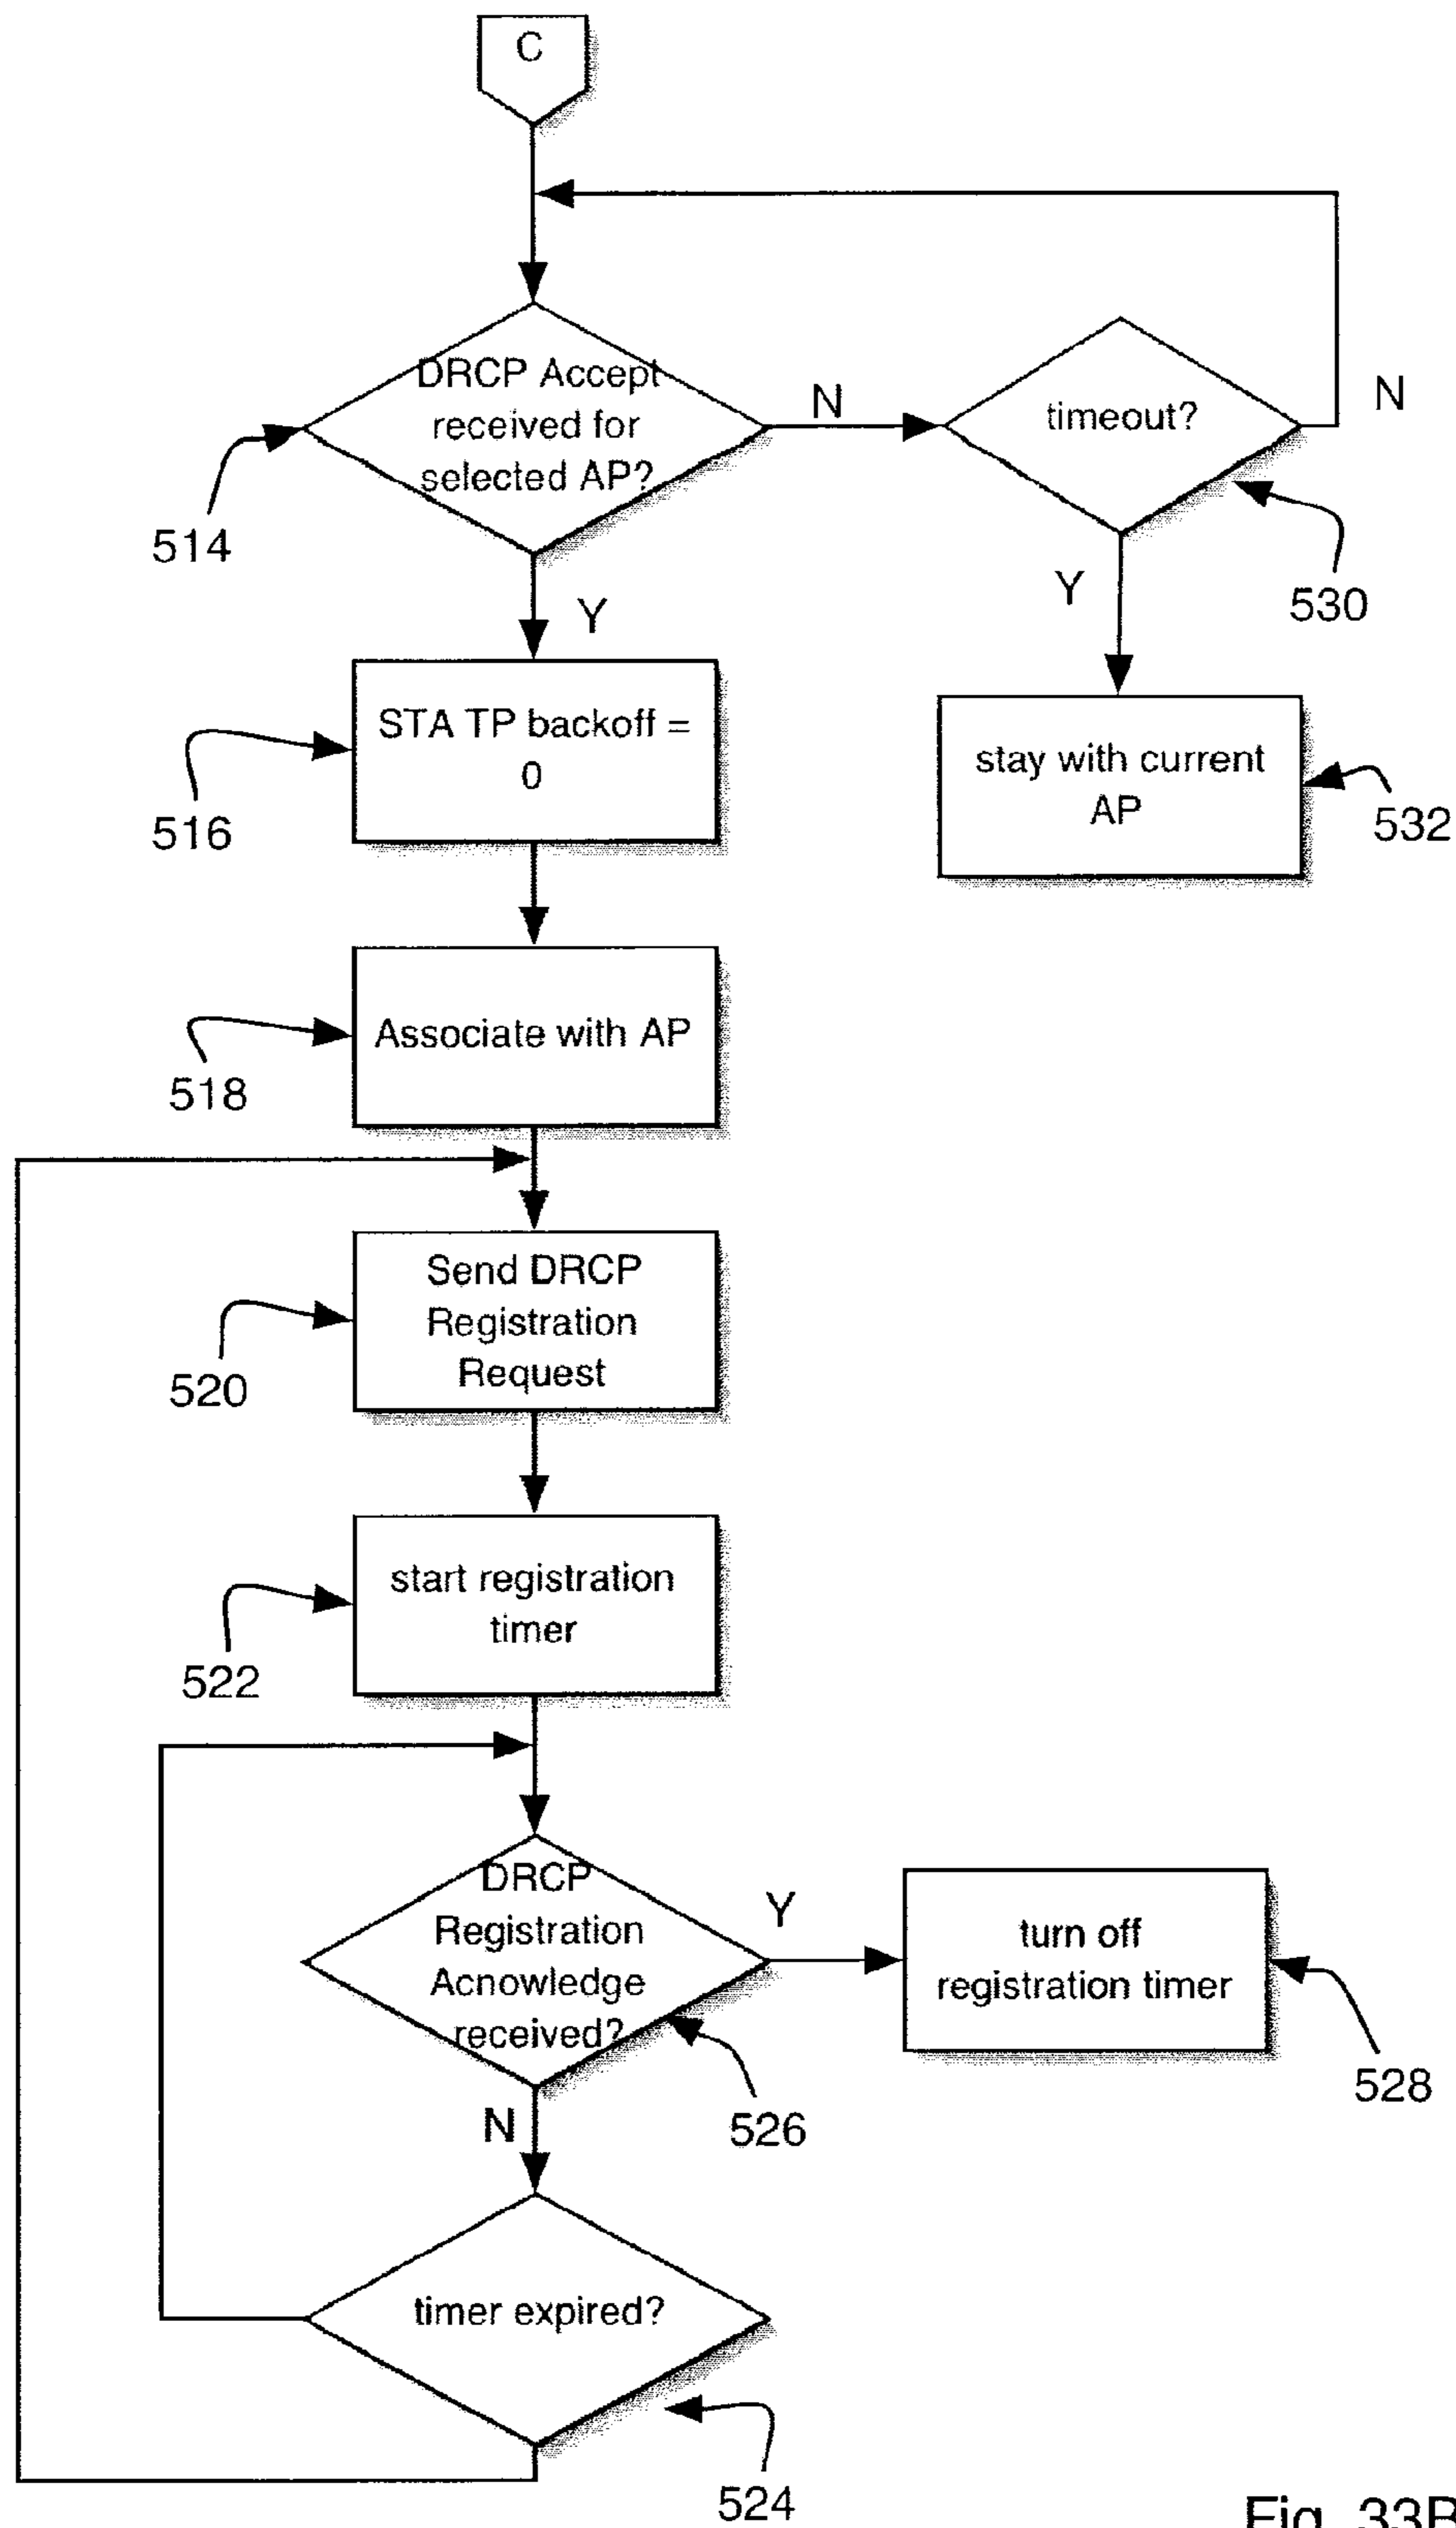 C
DRCP Accept
received for
selected AP?
N
timeout?
N
514
530
Y
Y
STA TP backoff =
0
516
stay with current
AP
532
Associate with AP
518
Send DRCP
Registration
Request
520
start registration
timer
522
DRCP
Registration
Acnowledge
received?
Y
turn off
registration timer
528
526
N
timer expired?
524
Fig. 33B